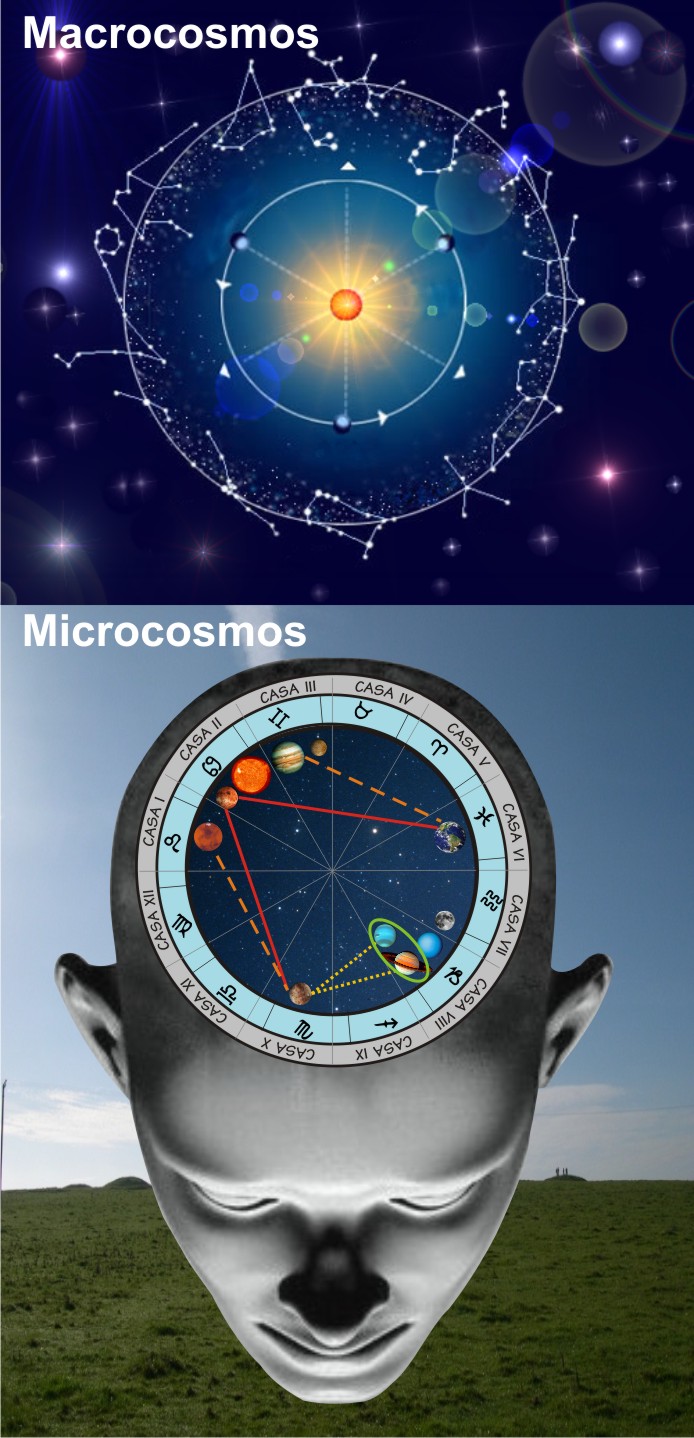 Macrocosmos
Microcosmos
CASA I
CASA II
CASA III
CASA IV
CASA V
CASA VI
CASA VII
CASA VIII
CASA IX
CASA X
CASA XI
CASA XII
♌
♋
♊
♉
♈
♓
♒
♑
♐
♏
♎
♍